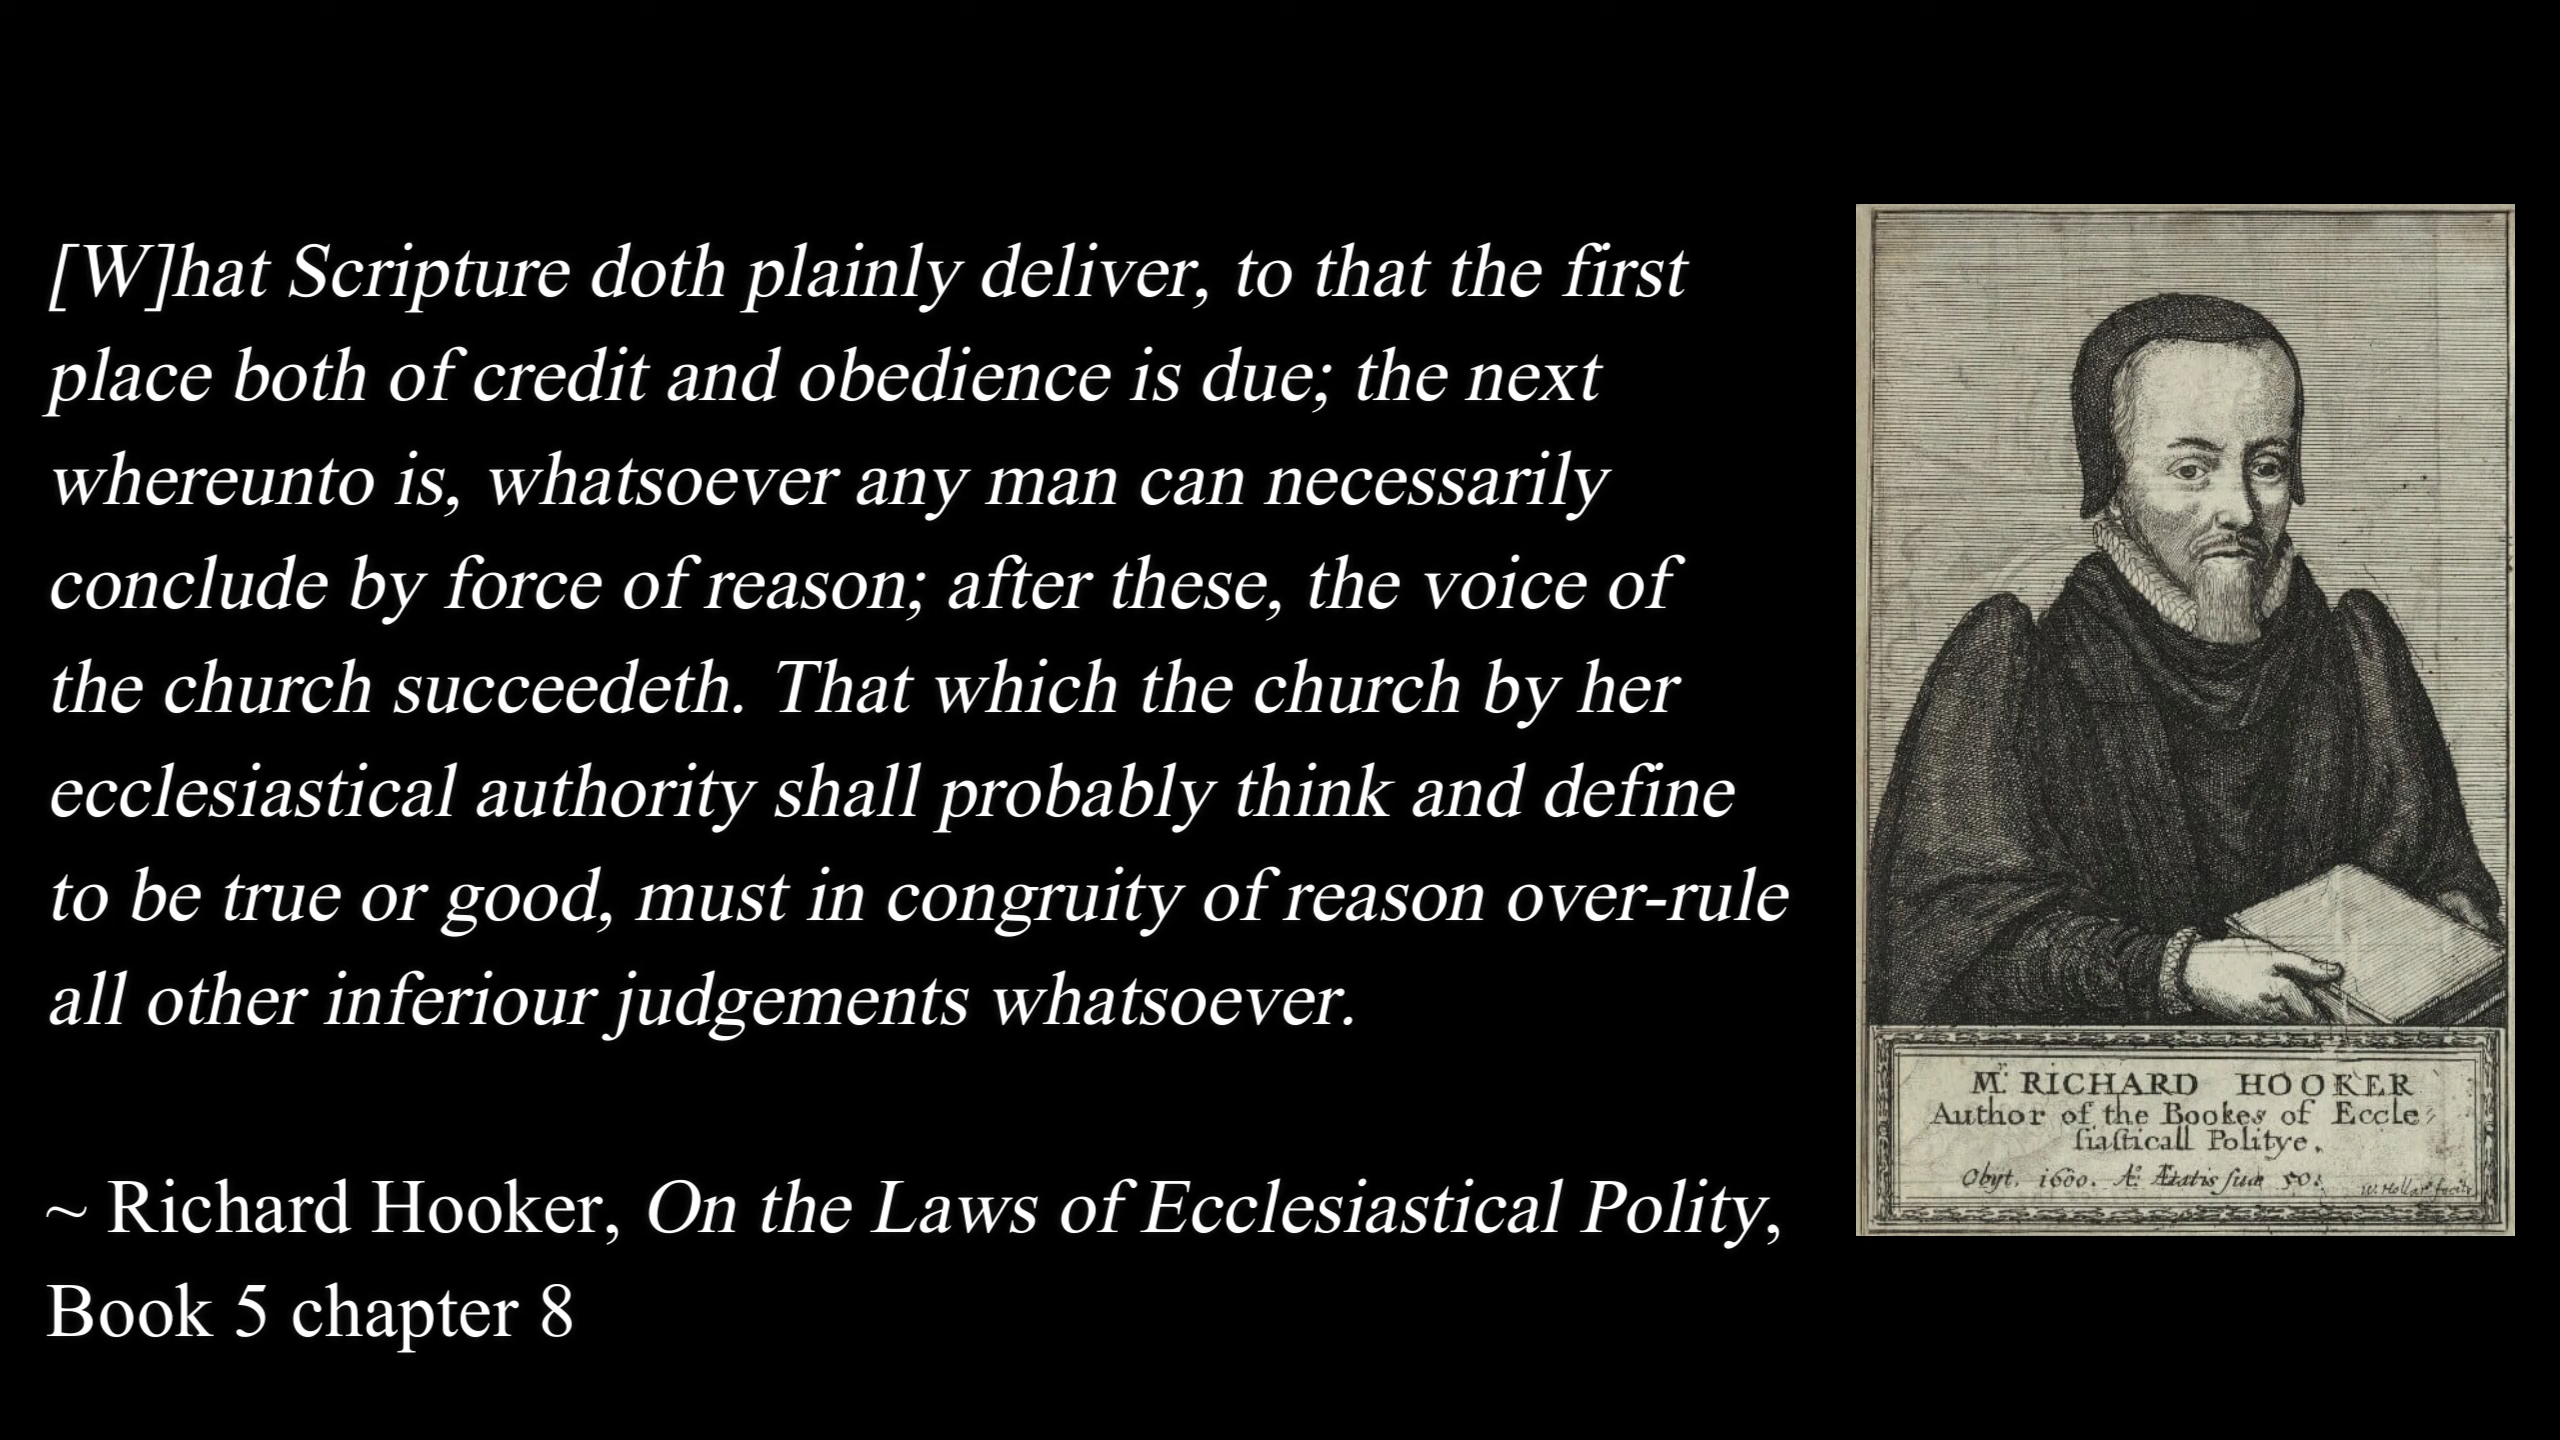 [W]hat Scripture doth plainly deliver, to that the first
place both of credit and obedience is due; the next
whereunto is, whatsoever any man can necessarily
conclude by force of reason; after these, the voice of
the church succeedeth. That which the church by her
ecclesiastical authority shall probably think and define
to be true or good, must in congruity of reason over-rule
all other inferiour judgements whatsoever.
~ Richard Hooker, On the Laws of Ecclesiastical Polity,
Book 5 chapter 8
Mr. RICHARD HOOKER
Author of the Bookes of Eccle
siasticall Politye.
Obijt. 1600. Ao. Ætatis suæ 50.
W. Hollar fecit